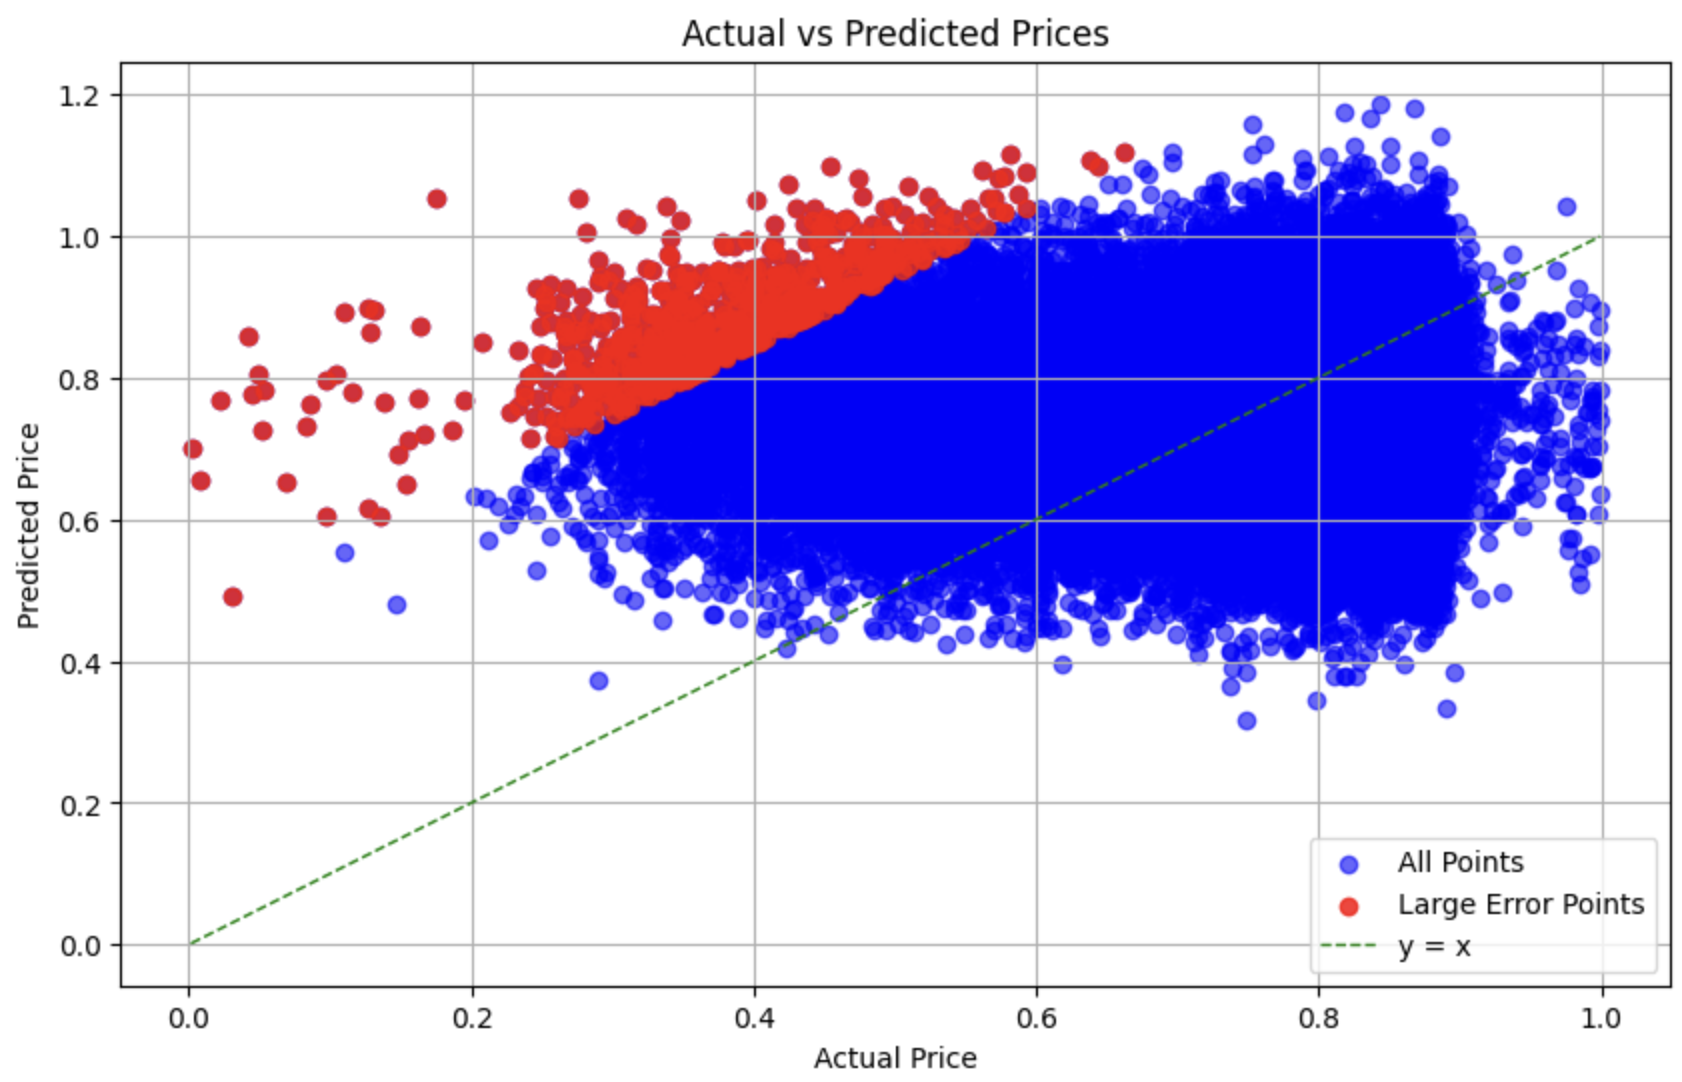 Actual vs Predicted Prices
Predicted Price
1.2
1.0
0.8
0.6
0.4
0.2
0.0
All Points
Large Error Points
y = x
0.0 0.2 0.4 0.6 0.8 1.0
Actual Price